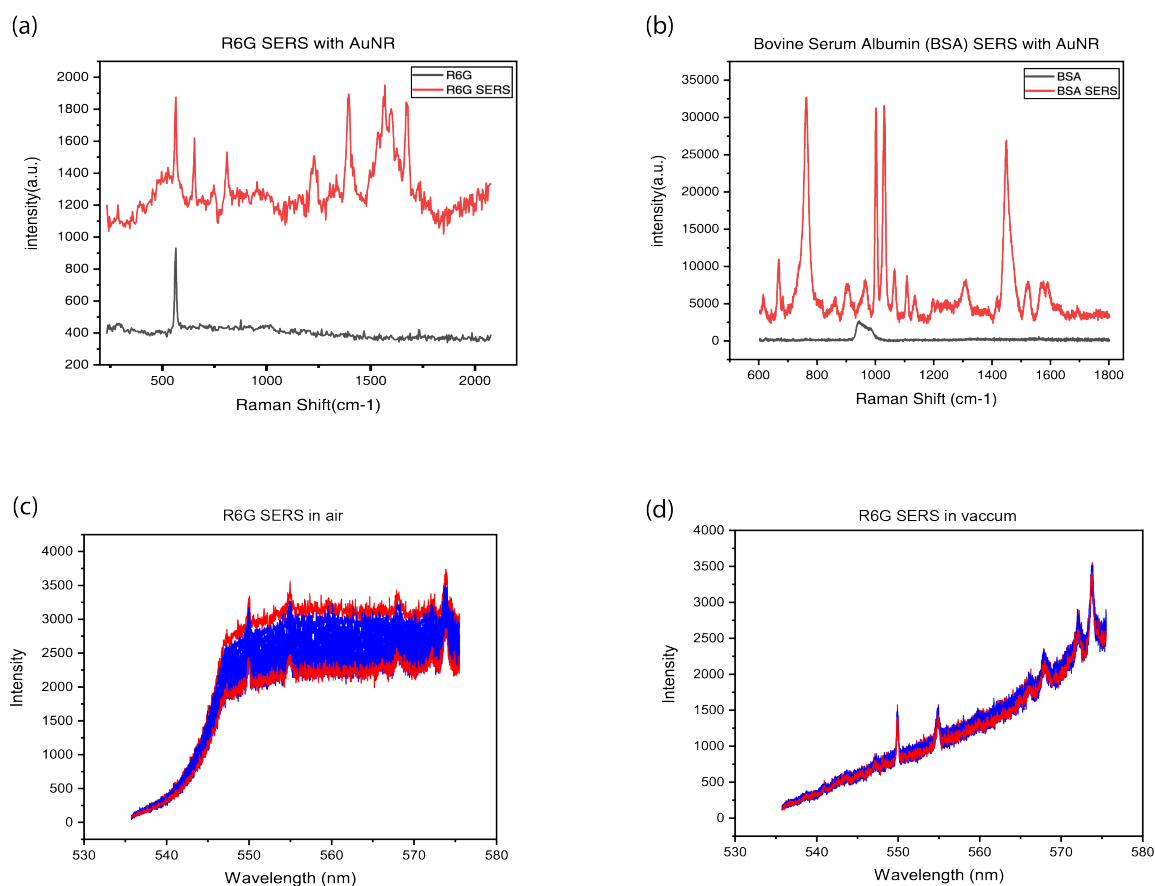 (a)
R6G SERS with AuNR
R6G
R6G SERS
2000
1800
1600
1400
1200
1000
800
600
400
200
intensity(a.u.)
500
1000
1500
2000
Raman Shift(cm-1)
(b)
Bovine Serum Albumin (BSA) SERS with AuNR
BSA
BSA SERS
35000
30000
25000
20000
15000
10000
5000
0
intensity(a.u.)
600
800
1000
1200
1400
1600
1800
Raman Shift (cm-1)
(c)
R6G SERS in air
4000
3500
3000
2500
2000
1500
1000
500
0
Intensity
530
540
550
560
570
580
Wavelength (nm)
(d)
R6G SERS in vaccum
4000
3500
3000
2500
2000
1500
1000
500
0
Intensity
530
540
550
560
570
580
Wavelength (nm)